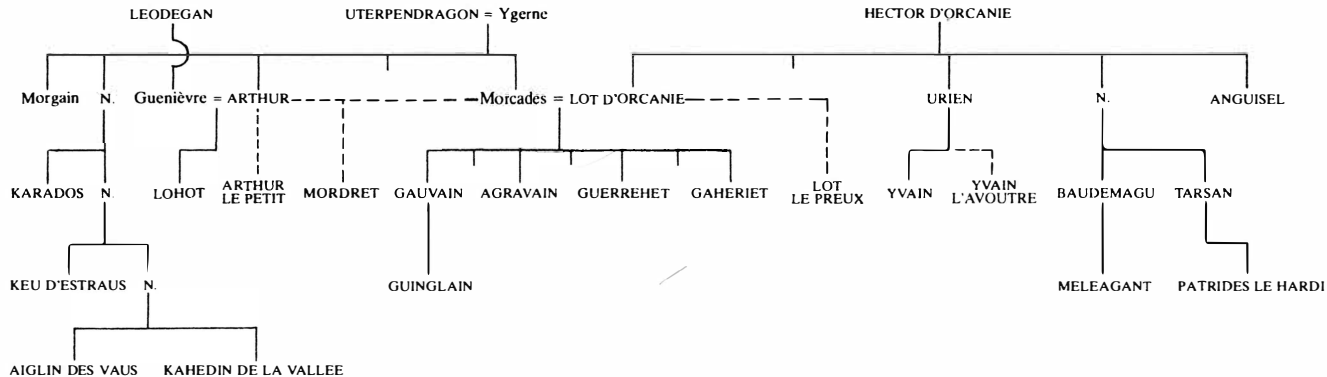 LEODEGAN UTERPENDRAGON = Ygerne HECTOR D'ORCANIE
Morgain N. Guenièvre = ARTHUR Morcades = LOT D'ORCANIE URIEN N. ANGUISEL
KARADOS N. LOHOT ARTHUR LE PETIT MORDRET GAUVAIN AGRAVAIN GUERREHET GAHERIET LOT LE PREUX YVAIN YVAIN L'AVOUTRE BAUDEMAGU TARSAN
KEU D'ESTRAUS N. GUINGLAIN MELEAGANT PATRIDES LE HARDI
AIGLIN DES VAUS KAHEDIN DE LA VALLEE